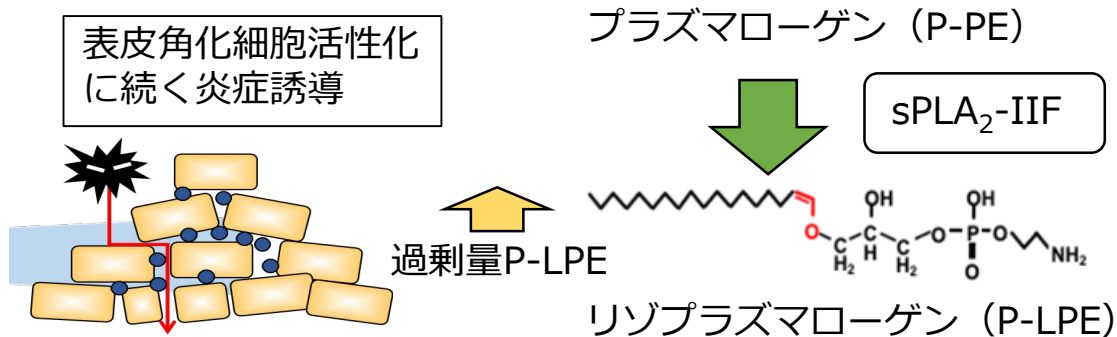 表皮角化細胞活性化
に続く炎症誘導
プラズマローゲン（P-PE）
sPLA₂-IIF
過剰量P-LPE
OH
OH
O
C
H₂
C
H
C
H₂
O
P
O
O
NH₂
リゾプラズマローゲン（P-LPE）